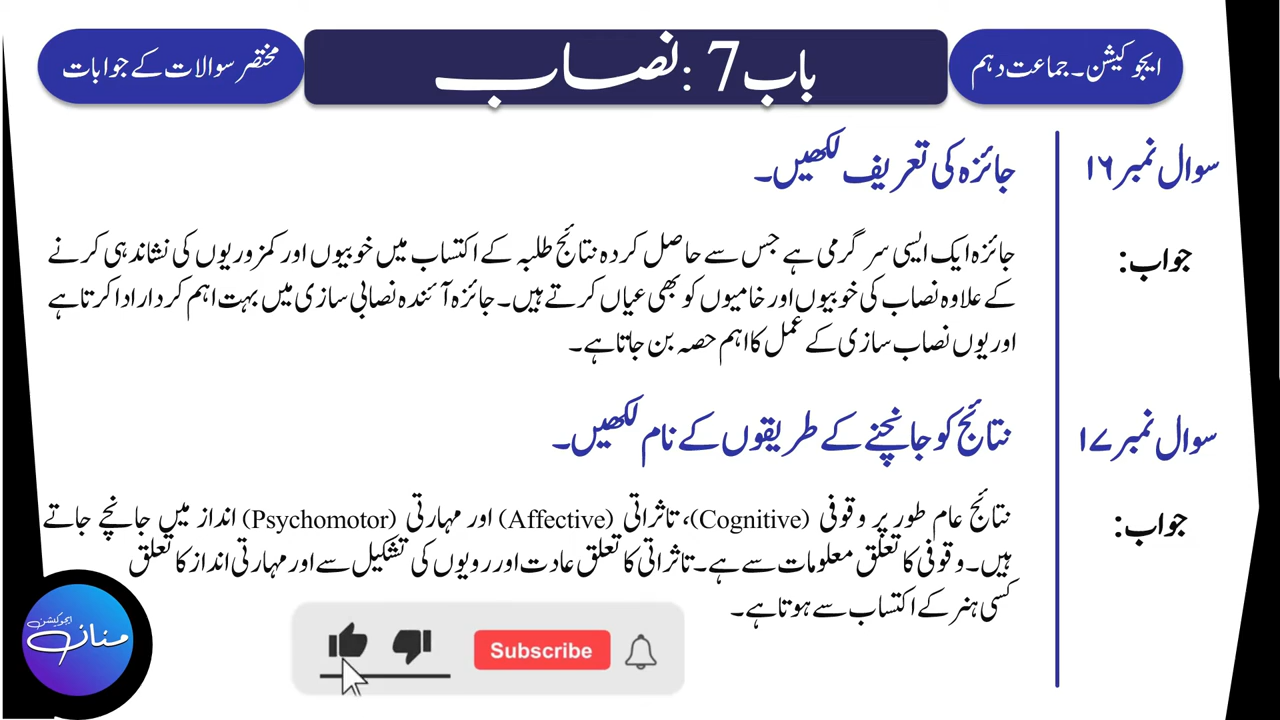 ایجوکیشن۔ جماعت دہم
باب 7 : نصاب
مختصر سوالات کے جوابات
سوال نمبر ۱۶
جائزہ کی تعریف لکھیں۔
جواب:
جائزہ ایک ایسی سرگرمی ہے جس سے حاصل کردہ نتائج طلبہ کے اکتساب میں خوبیوں اور کمزوریوں کی نشاندہی کرنے
کے علاوہ نصاب کی خوبیوں اور خامیوں کو بھی عیاں کرتے ہیں۔ جائزہ آئندہ نصابی سازی میں بہت اہم کردار ادا کرتا ہے
اور یوں نصاب سازی کے عمل کا اہم حصہ بن جاتا ہے۔
سوال نمبر ۱۷
نتائج کو جانچنے کے طریقوں کے نام لکھیں۔
جواب:
نتائج عام طور پر وقوفی (Cognitive)، تاثراتی (Affective) اور مہارتی (Psychomotor) انداز میں جانچے جاتے
ہیں۔ وقوفی کا تعلق معلومات سے ہے۔ تاثراتی کا تعلق عادت اور رویوں کی تشکیل سے اور مہارتی انداز کا تعلق
کسی ہنر کے اکتساب سے ہوتا ہے۔
ایجوکیشن
منار
Subscribe